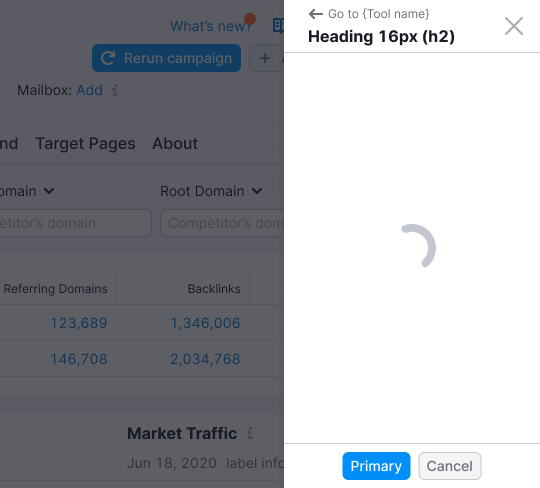 What's new?
Rerun campaign
Mailbox: Add
nd Target Pages About
omain Root Domain
etitor's domain Competitor's dom
Referring Domains Backlinks
123,689 1,346,006
146,708 2,034,768
Market Traffic
Jun 18, 2020 label info
Go to {Tool name}
Heading 16px (h2)
Primary Cancel